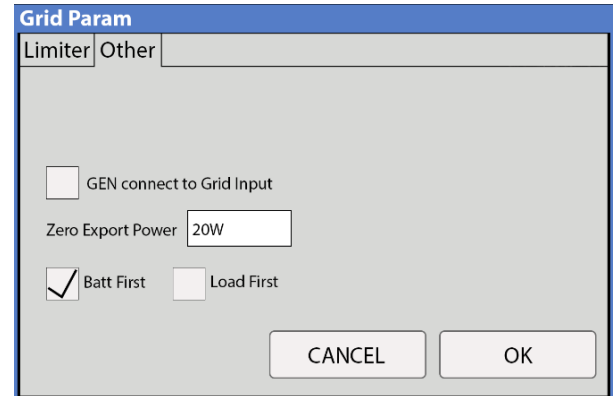 Grid Param
Limiter Other
GEN connect to Grid Input
Zero Export Power 20W
Batt First Load First
CANCEL OK